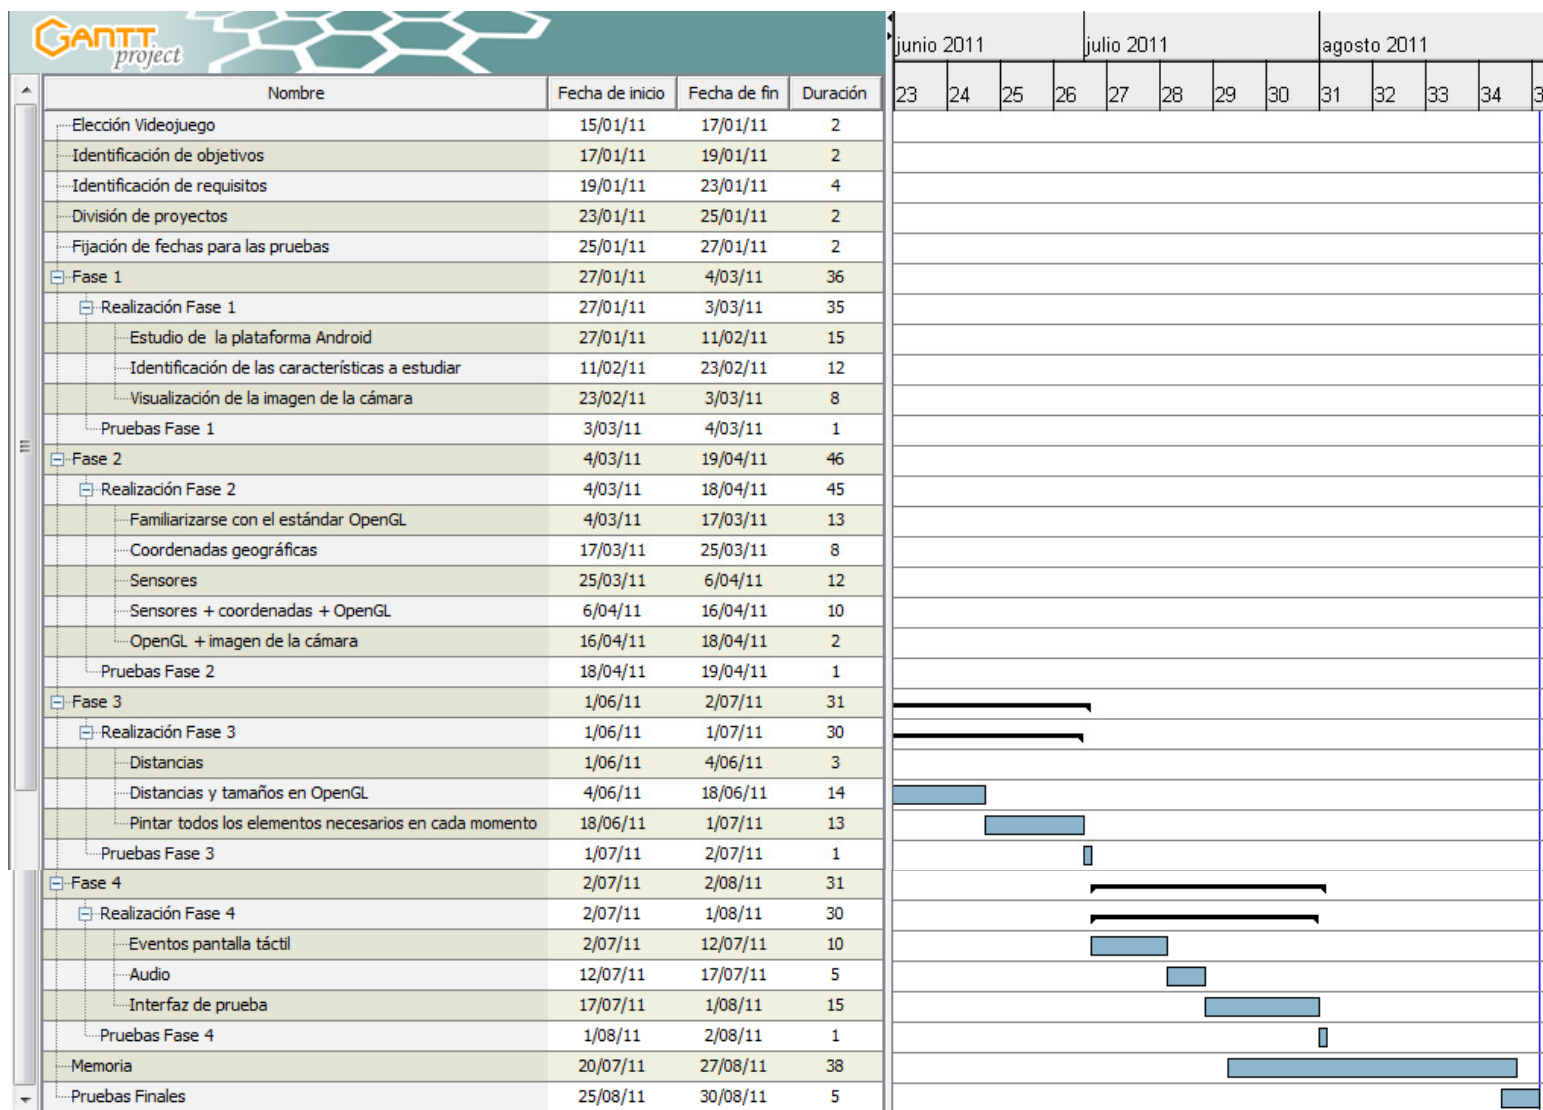 GANTT
project
junio 2011 julio 2011 agosto 2011
Nombre Fecha de inicio Fecha de fin Duración 23 24 25 26 27 28 29 30 31 32 33 34 3
Elección Videojuego 15/01/11 17/01/11 2
Identificación de objetivos 17/01/11 19/01/11 2
Identificación de requisitos 19/01/11 23/01/11 4
División de proyectos 23/01/11 25/01/11 2
Fijación de fechas para las pruebas 25/01/11 27/01/11 2
Fase 1 27/01/11 4/03/11 36
Realización Fase 1 27/01/11 3/03/11 35
Estudio de la plataforma Android 27/01/11 11/02/11 15
Identificación de las características a estudiar 11/02/11 23/02/11 12
Visualización de la imagen de la cámara 23/02/11 3/03/11 8
Pruebas Fase 1 3/03/11 4/03/11 1
Fase 2 4/03/11 19/04/11 46
Realización Fase 2 4/03/11 18/04/11 45
Familiarizarse con el estándar OpenGL 4/03/11 17/03/11 13
Coordenadas geográficas 17/03/11 25/03/11 8
Sensores 25/03/11 6/04/11 12
Sensores + coordenadas + OpenGL 6/04/11 16/04/11 10
OpenGL + imagen de la cámara 16/04/11 18/04/11 2
Pruebas Fase 2 18/04/11 19/04/11 1
Fase 3 1/06/11 2/07/11 31
Realización Fase 3 1/06/11 1/07/11 30
Distancias 1/06/11 4/06/11 3
Distancias y tamaños en OpenGL 4/06/11 18/06/11 14
Pintar todos los elementos necesarios en cada momento 18/06/11 1/07/11 13
Pruebas Fase 3 1/07/11 2/07/11 1
Fase 4 2/07/11 2/08/11 31
Realización Fase 4 2/07/11 1/08/11 30
Eventos pantalla táctil 2/07/11 12/07/11 10
Audio 12/07/11 17/07/11 5
Interfaz de prueba 17/07/11 1/08/11 15
Pruebas Fase 4 1/08/11 2/08/11 1
Memoria 20/07/11 27/08/11 38
Pruebas Finales 25/08/11 30/08/11 5